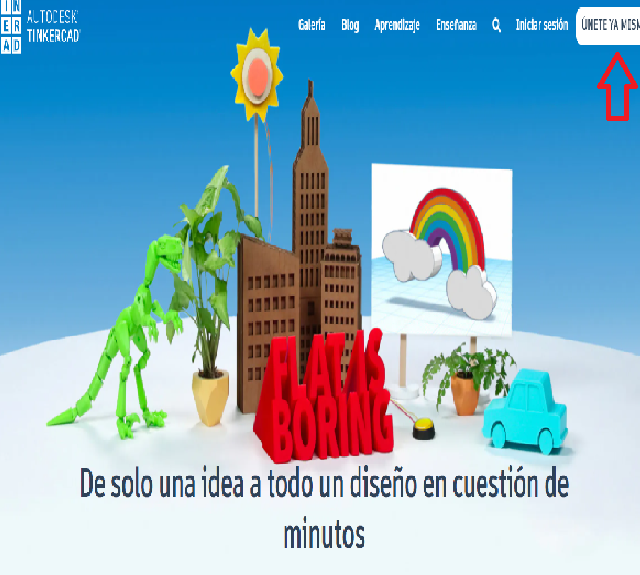 TIN
KER
CAD
AUTODESK®
TINKERCAD®
Galería Blog Aprendizaje Enseñanza Iniciar sesión ÚNETE YA MISM
FLAT AS
BORING
De solo una idea a todo un diseño en cuestión de
minutos